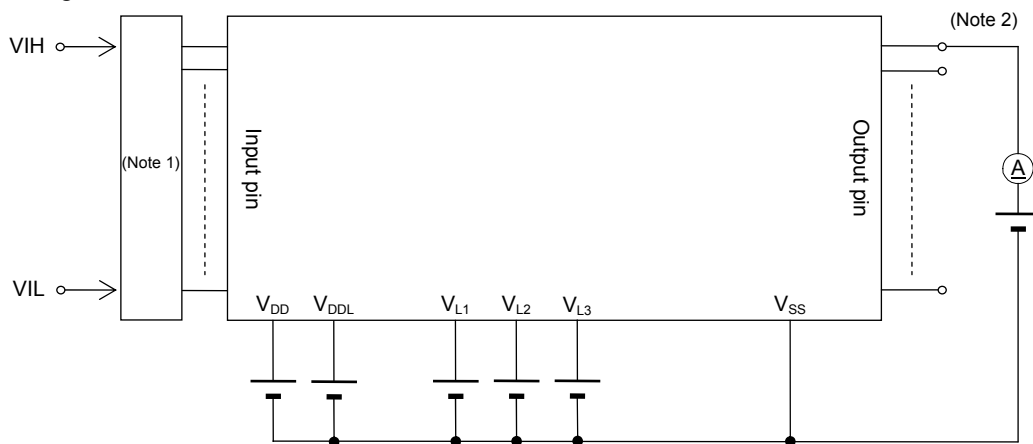 (Note 2)
VIH
(Note 1)
Input pin
Output pin
A
VIL
VDD
VDDL
VL1
VL2
VL3
VSS